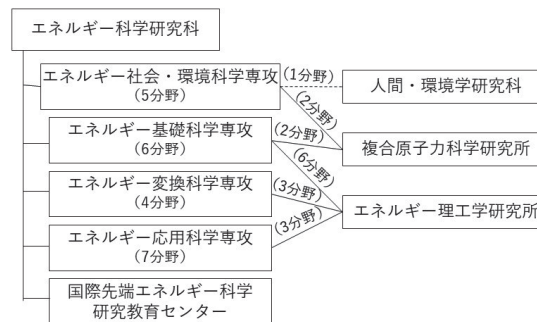 エネルギー科学研究科
エネルギー社会・環境科学専攻
(5分野)
(1分野)
人間・環境学研究科
(2分野)
エネルギー基礎科学専攻
(6分野)
(2分野)
複合原子力科学研究所
(6分野)
エネルギー変換科学専攻
(4分野)
(3分野)
エネルギー理工学研究所
エネルギー応用科学専攻
(7分野)
(3分野)
国際先端エネルギー科学
研究教育センター